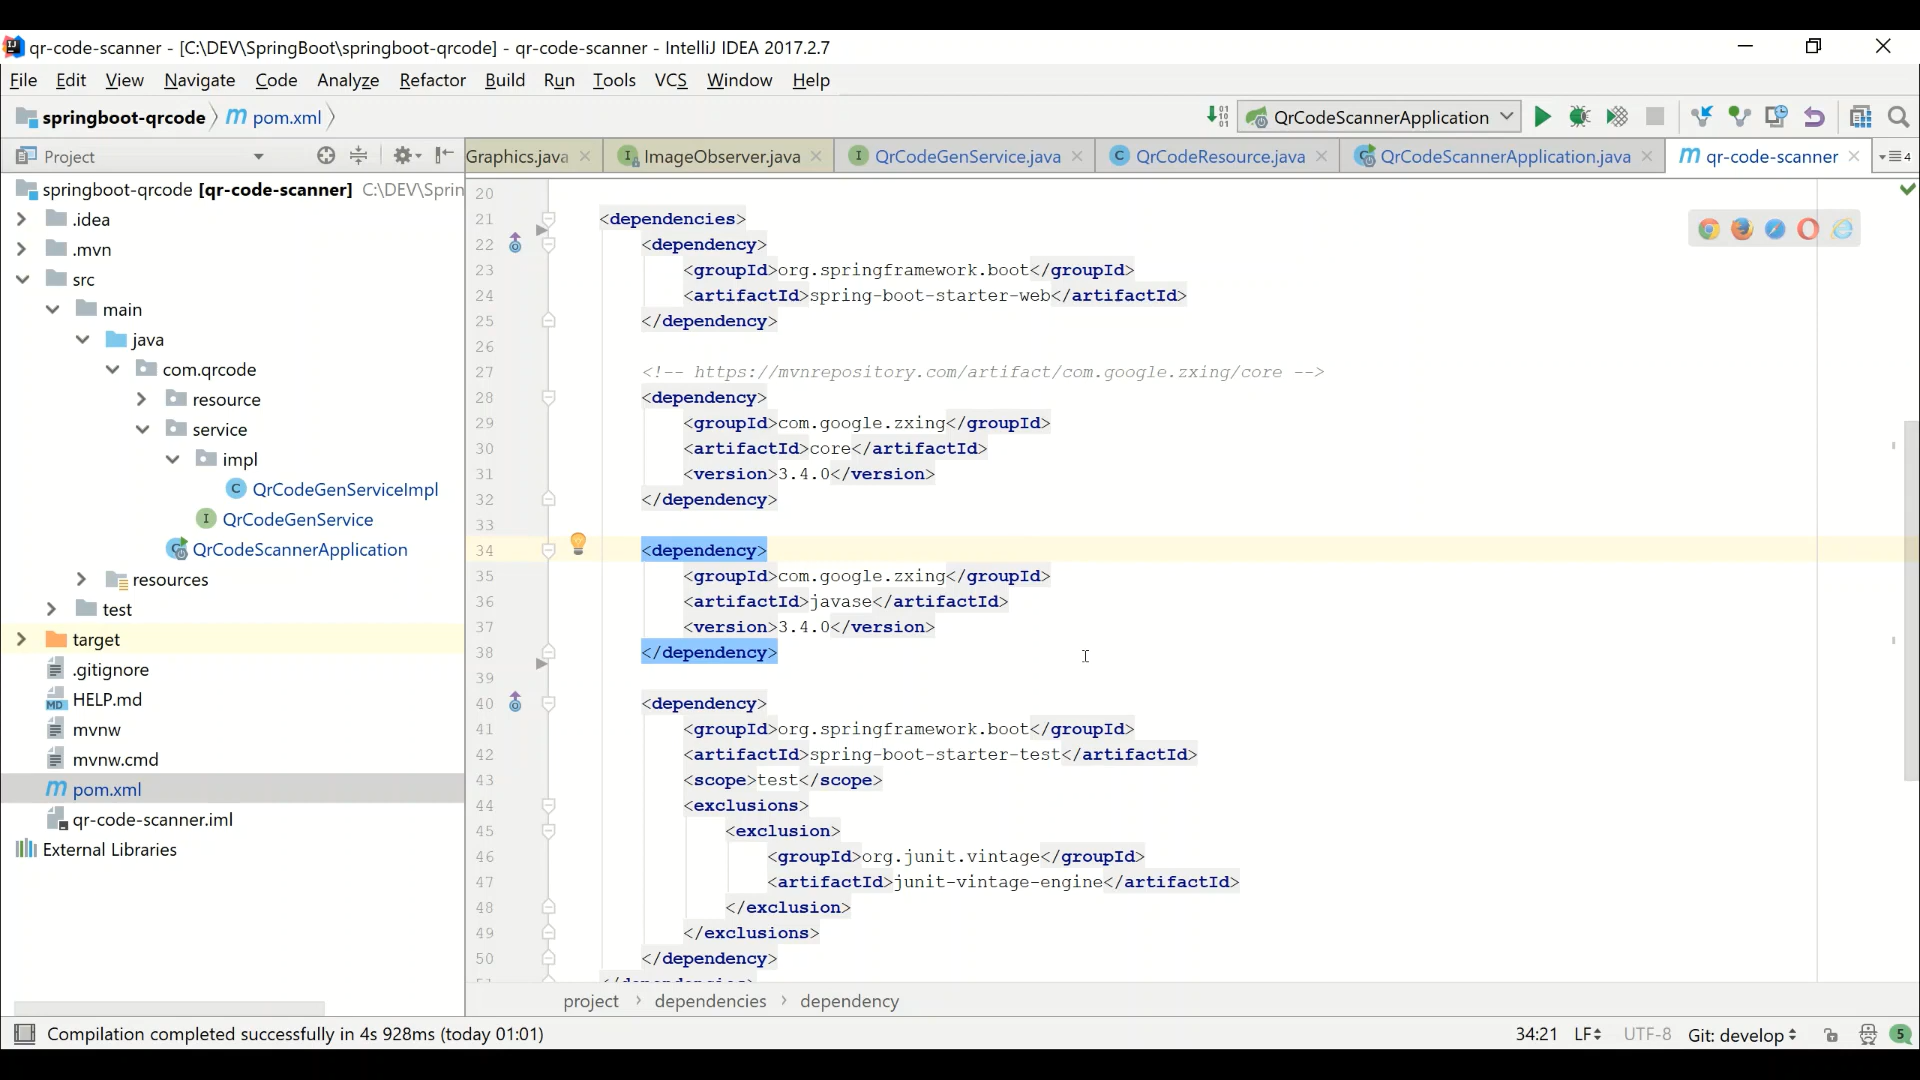 qr-code-scanner - [C:\DEV\SpringBoot\springboot-qrcode] - qr-code-scanner - IntelliJ IDEA 2017.2.7
File Edit View Navigate Code Analyze Refactor Build Run Tools VCS Window Help
springboot-qrcode pom.xml QrCodeScannerApplication
Project Graphics.java ImageObserver.java QrCodeGenService.java QrCodeResource.java QrCodeScannerApplication.java qr-code-scanner 4
springboot-qrcode [qr-code-scanner] C:\DEV\Sprin
.idea
.mvn
src
main
java
com.qrcode
resource
service
impl
QrCodeGenServiceImpl
QrCodeGenService
QrCodeScannerApplication
resources
test
target
.gitignore
HELP.md
mvnw
mvnw.cmd
pom.xml
qr-code-scanner.iml
External Libraries
20
21 <dependencies>
22 <dependency>
23 <groupId>org.springframework.boot</groupId>
24 <artifactId>spring-boot-starter-web</artifactId>
25 </dependency>
26
27 <!-- https://mvnrepository.com/artifact/com.google.zxing/core -->
28 <dependency>
29 <groupId>com.google.zxing</groupId>
30 <artifactId>core</artifactId>
31 <version>3.4.0</version>
32 </dependency>
33
34 <dependency>
35 <groupId>com.google.zxing</groupId>
36 <artifactId>javase</artifactId>
37 <version>3.4.0</version>
38 </dependency>
39
40 <dependency>
41 <groupId>org.springframework.boot</groupId>
42 <artifactId>spring-boot-starter-test</artifactId>
43 <scope>test</scope>
44 <exclusions>
45 <exclusion>
46 <groupId>org.junit.vintage</groupId>
47 <artifactId>junit-vintage-engine</artifactId>
48 </exclusion>
49 </exclusions>
50 </dependency>
project › dependencies › dependency
Compilation completed successfully in 4s 928ms (today 01:01) 34:21 LF UTF-8 Git: develop 5